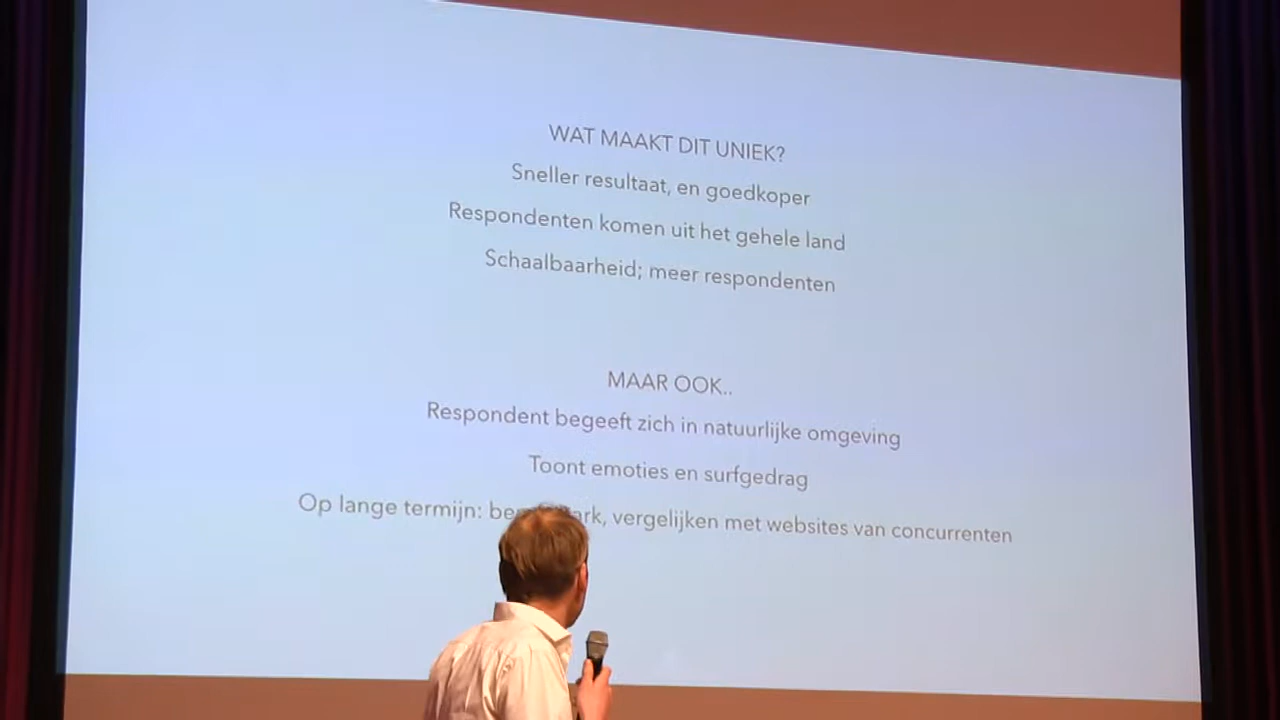 WAT MAAKT DIT UNIEK?
Sneller resultaat, en goedkoper
Respondenten komen uit het gehele land
Schaalbaarheid; meer respondenten
MAAR OOK..
Respondent begeeft zich in natuurlijke omgeving
Toont emoties en surfgedrag
Op lange termijn: vergelijken met websites van concurrenten